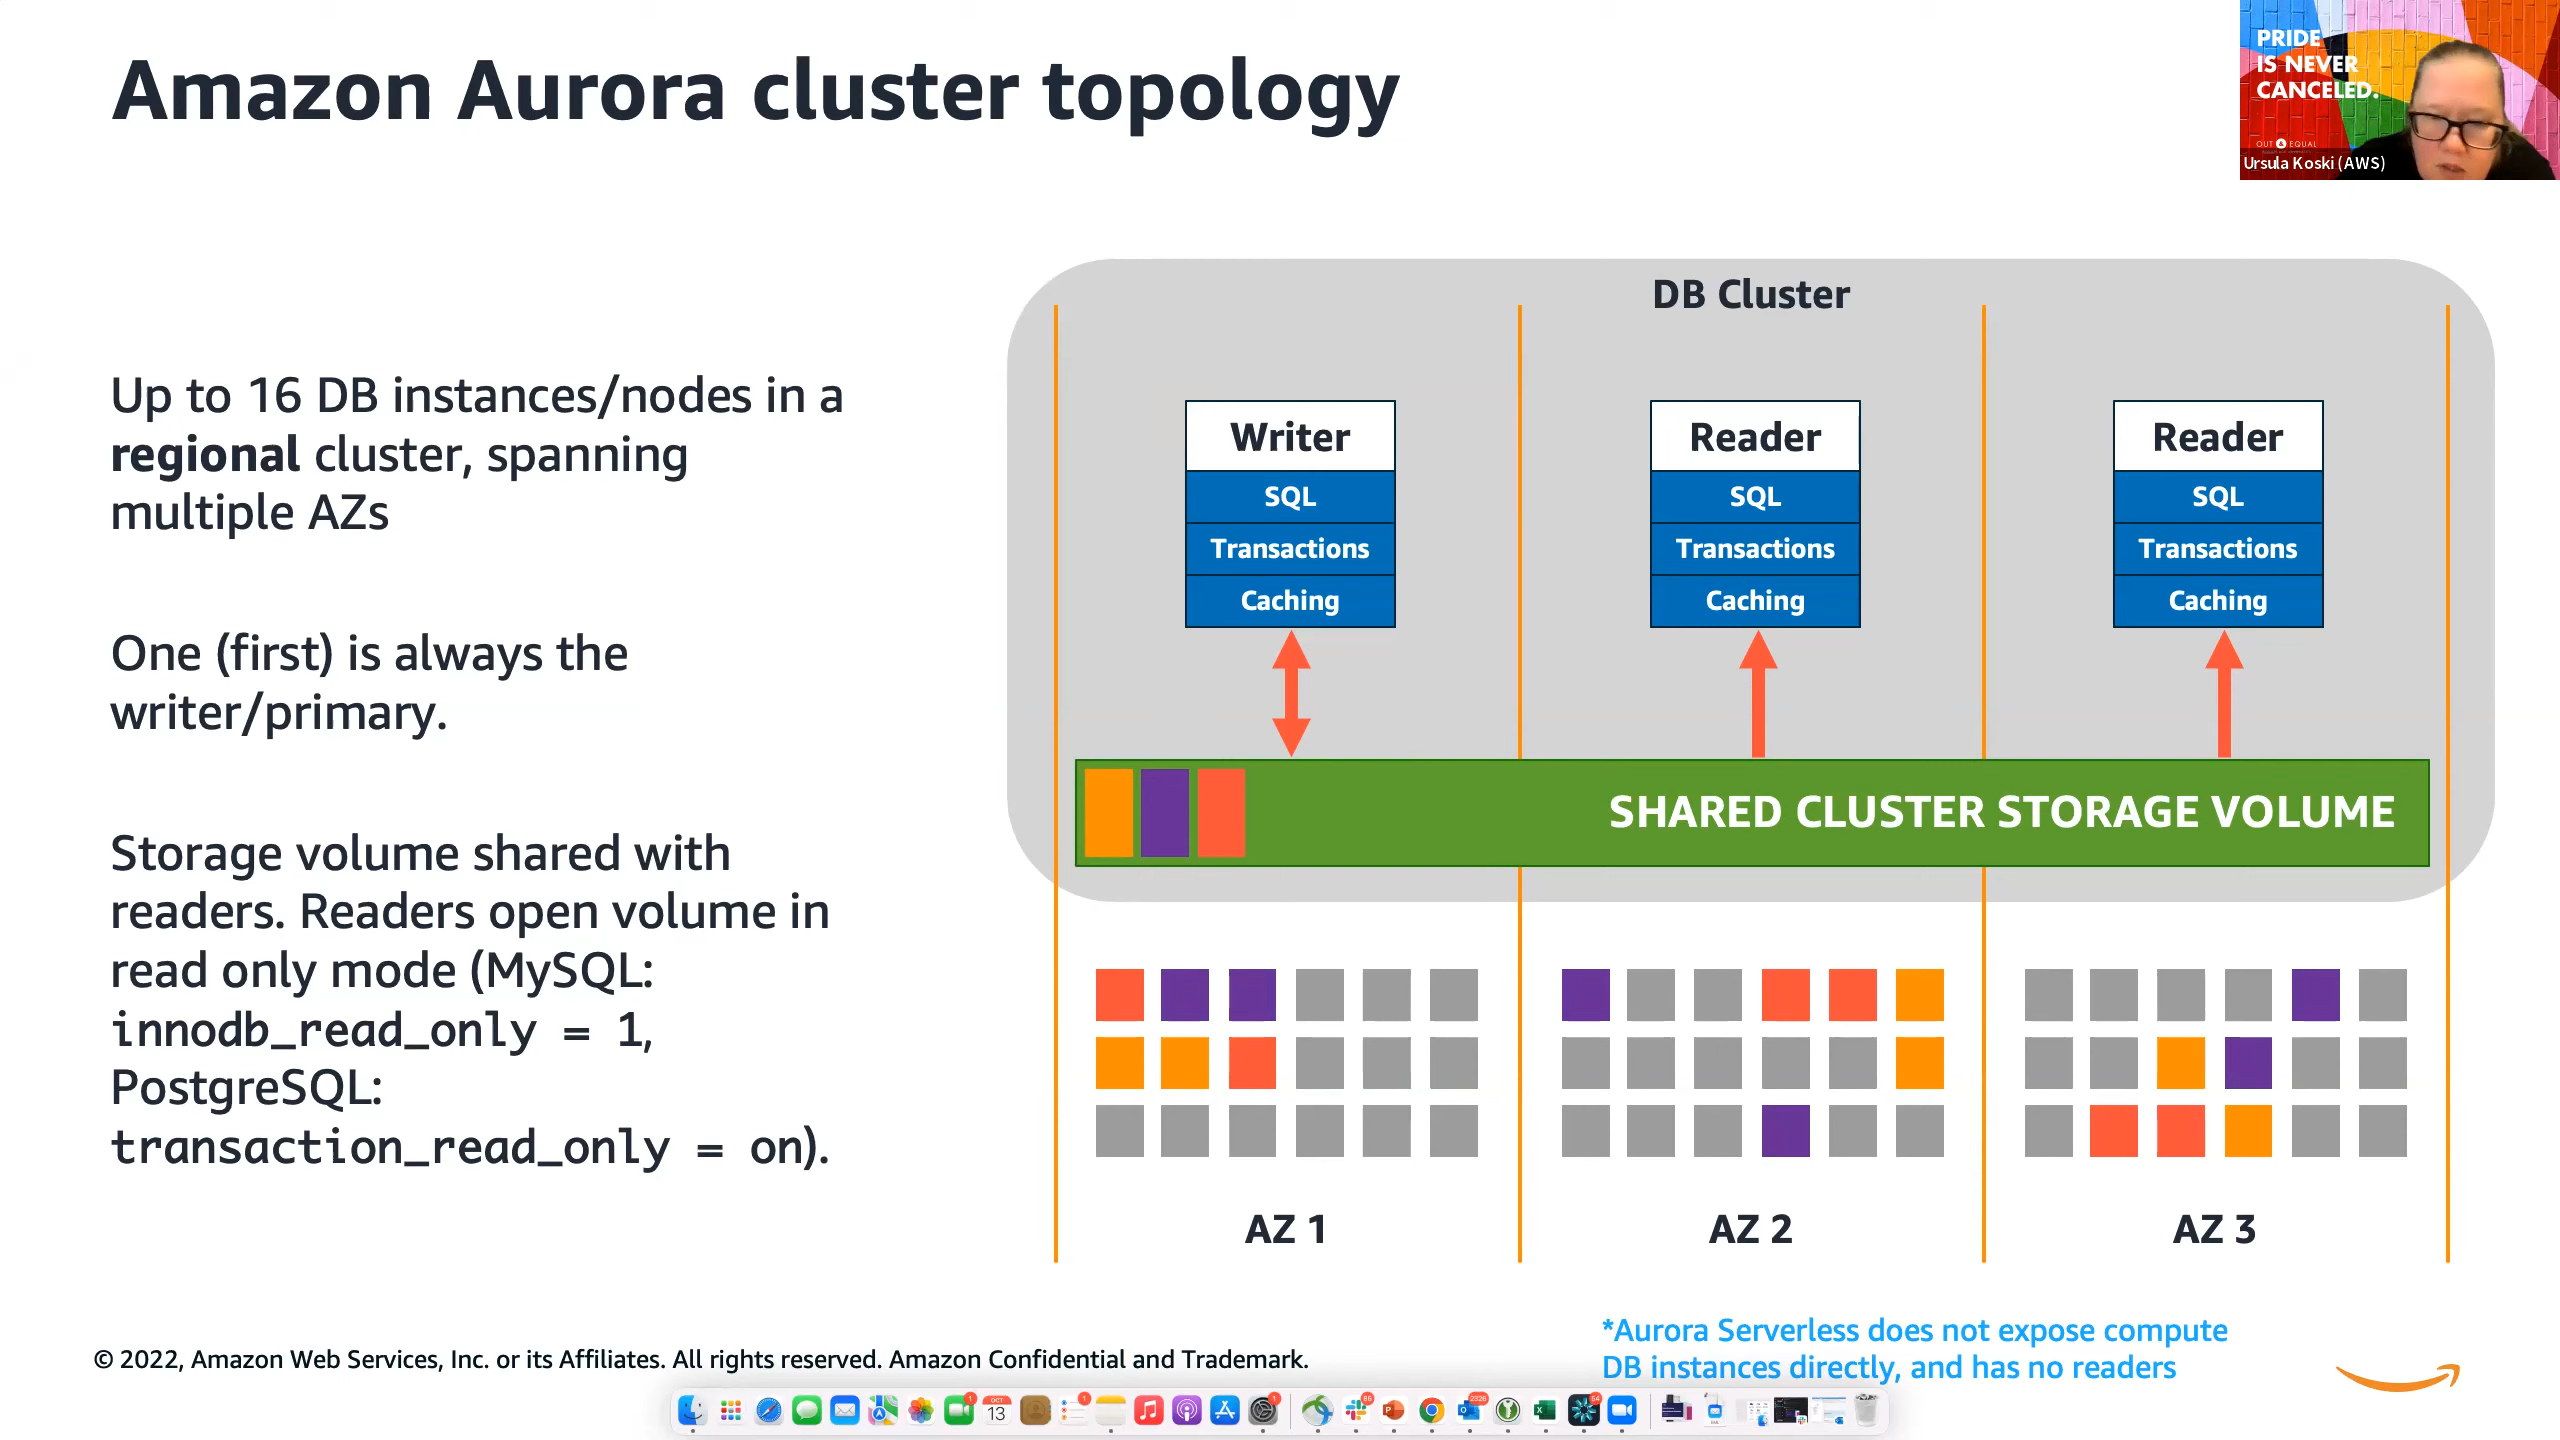 Amazon Aurora cluster topology
PRIDE
IS NEVER
CANCELED.
OUT & EQUAL
Ursula Koski (AWS)
Up to 16 DB instances/nodes in a
regional cluster, spanning
multiple AZs
One (first) is always the
writer/primary.
Storage volume shared with
readers. Readers open volume in
read only mode (MySQL:
innodb_read_only = 1,
PostgreSQL:
transaction_read_only = on).
DB Cluster
Writer
SQL
Transactions
Caching
Reader
SQL
Transactions
Caching
Reader
SQL
Transactions
Caching
SHARED CLUSTER STORAGE VOLUME
AZ 1
AZ 2
AZ 3
*Aurora Serverless does not expose compute
DB instances directly, and has no readers
© 2022, Amazon Web Services, Inc. or its Affiliates. All rights reserved. Amazon Confidential and Trademark.
OCT
13